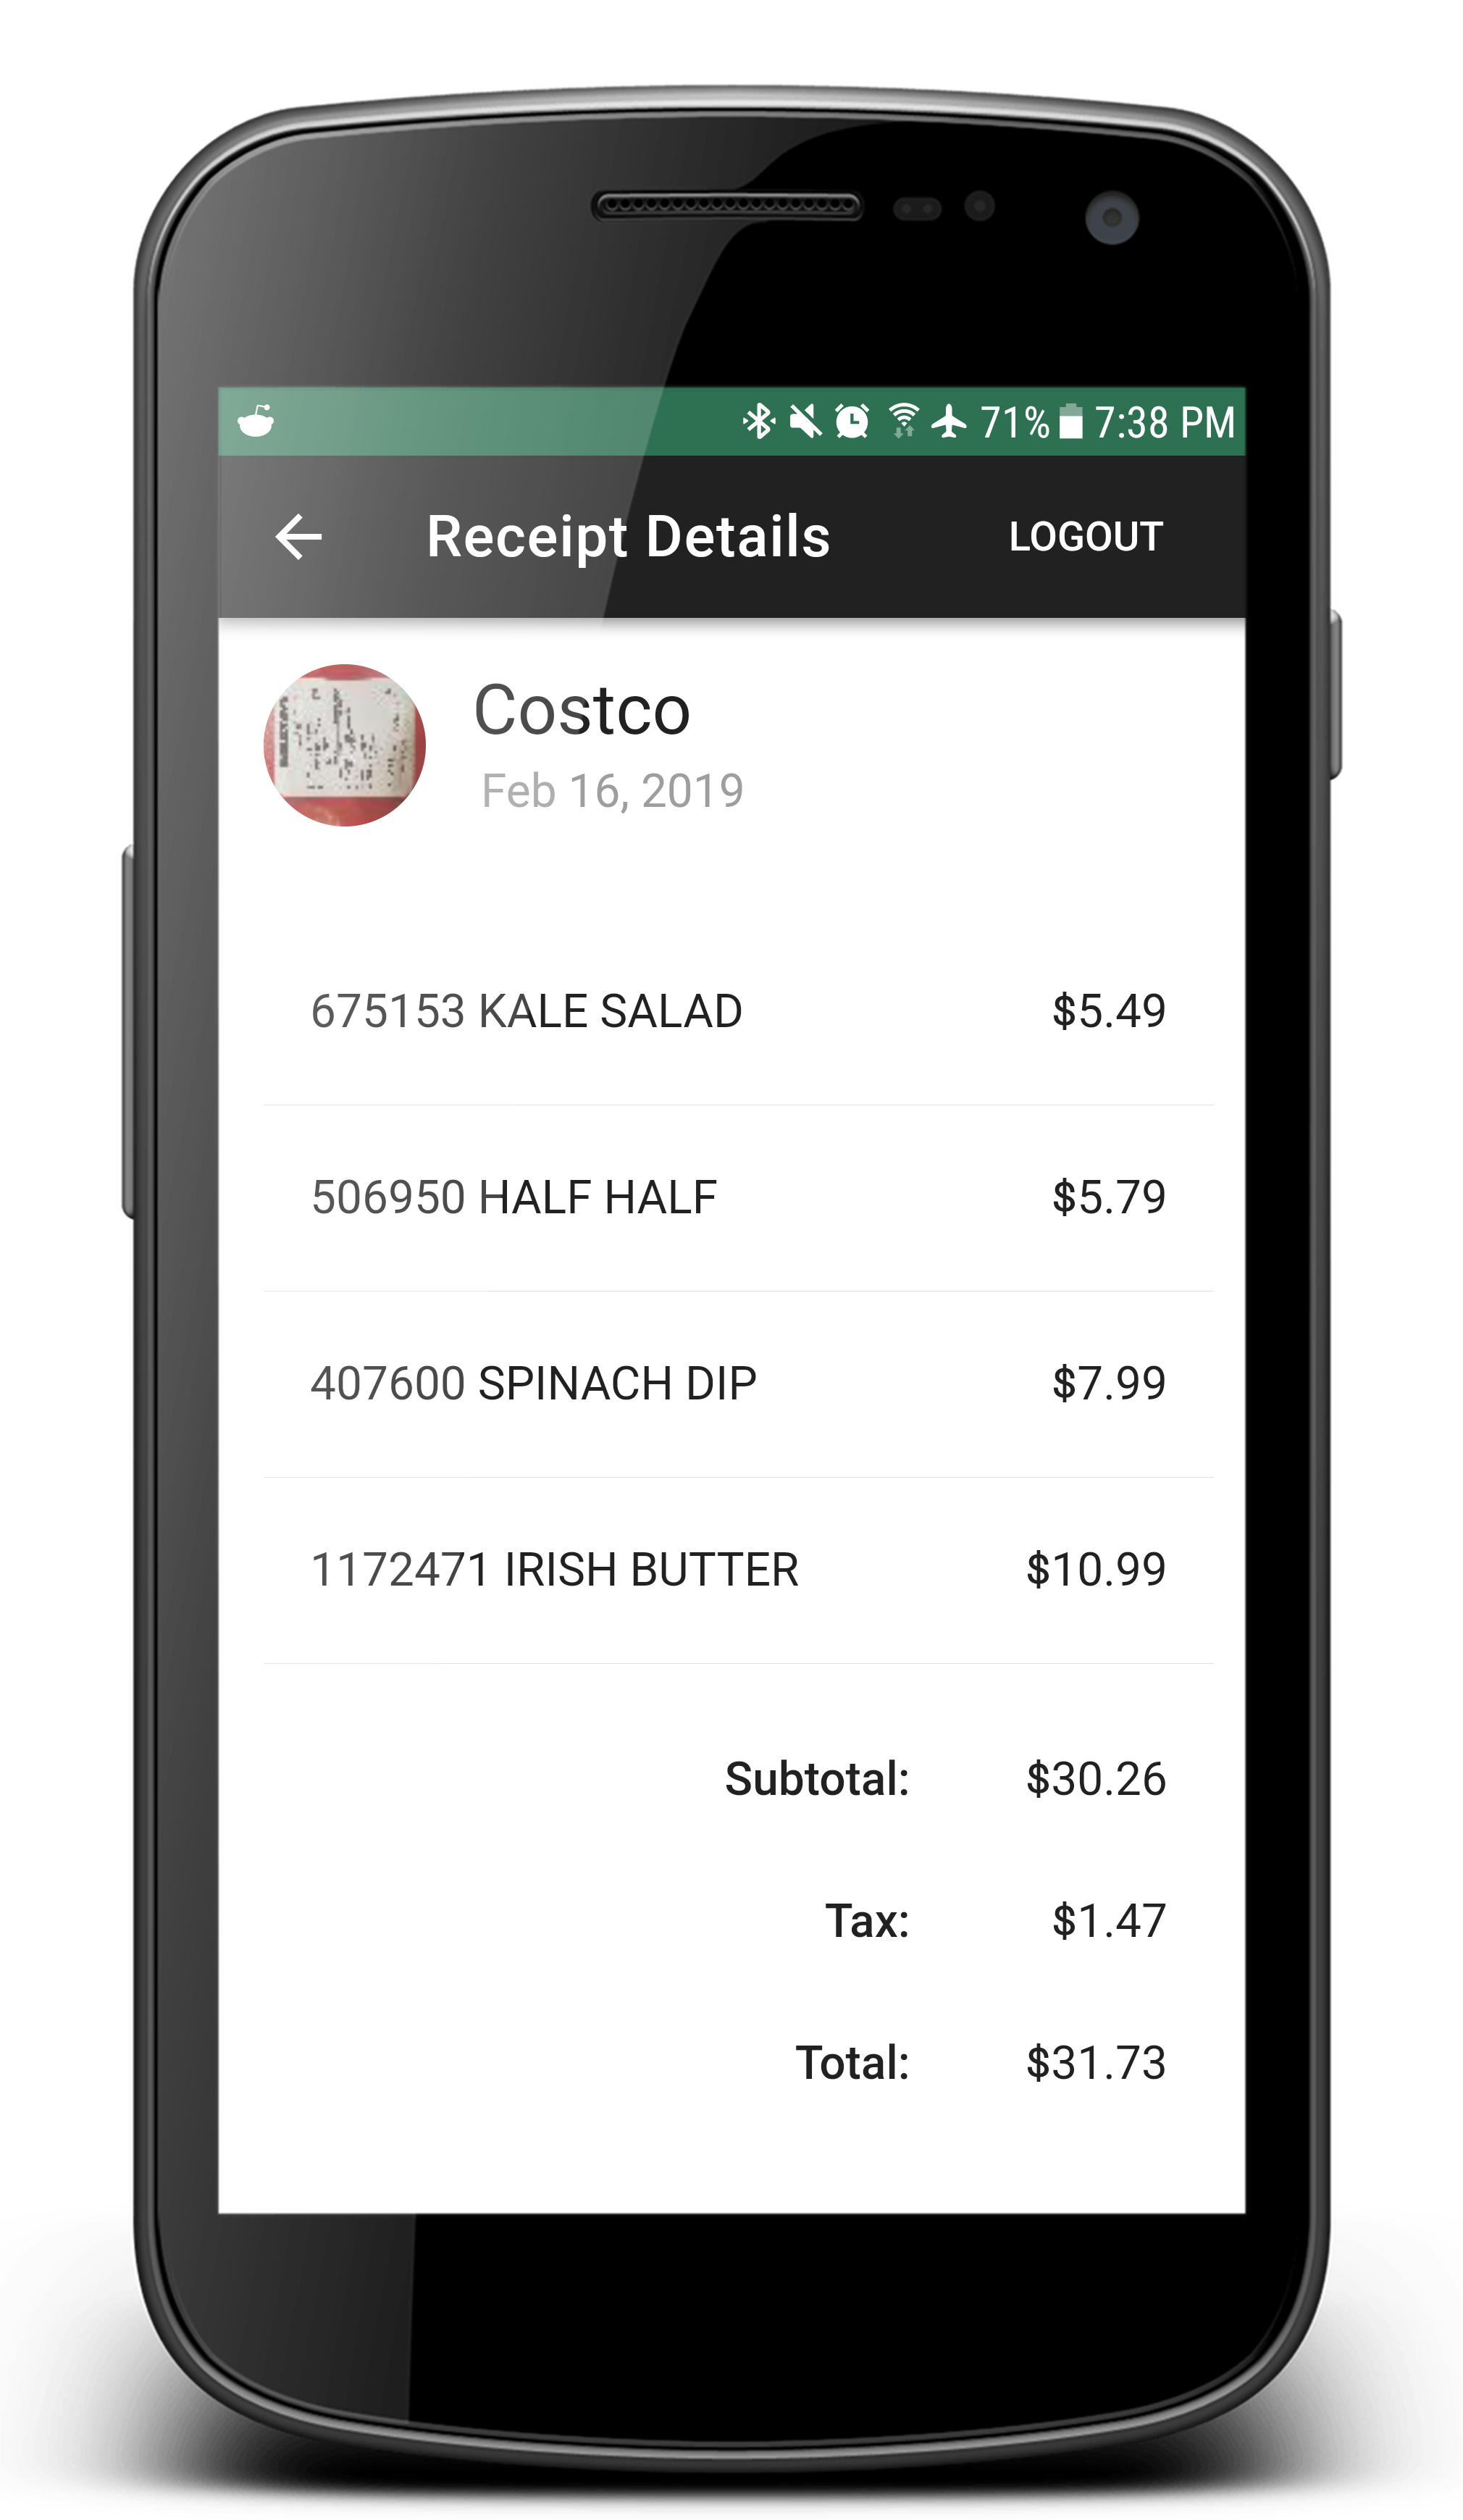 71% 7:38 PM
Receipt Details LOGOUT
Costco
Feb 16, 2019
675153 KALE SALAD $5.49
506950 HALF HALF $5.79
407600 SPINACH DIP $7.99
1172471 IRISH BUTTER $10.99
Subtotal: $30.26
Tax: $1.47
Total: $31.73